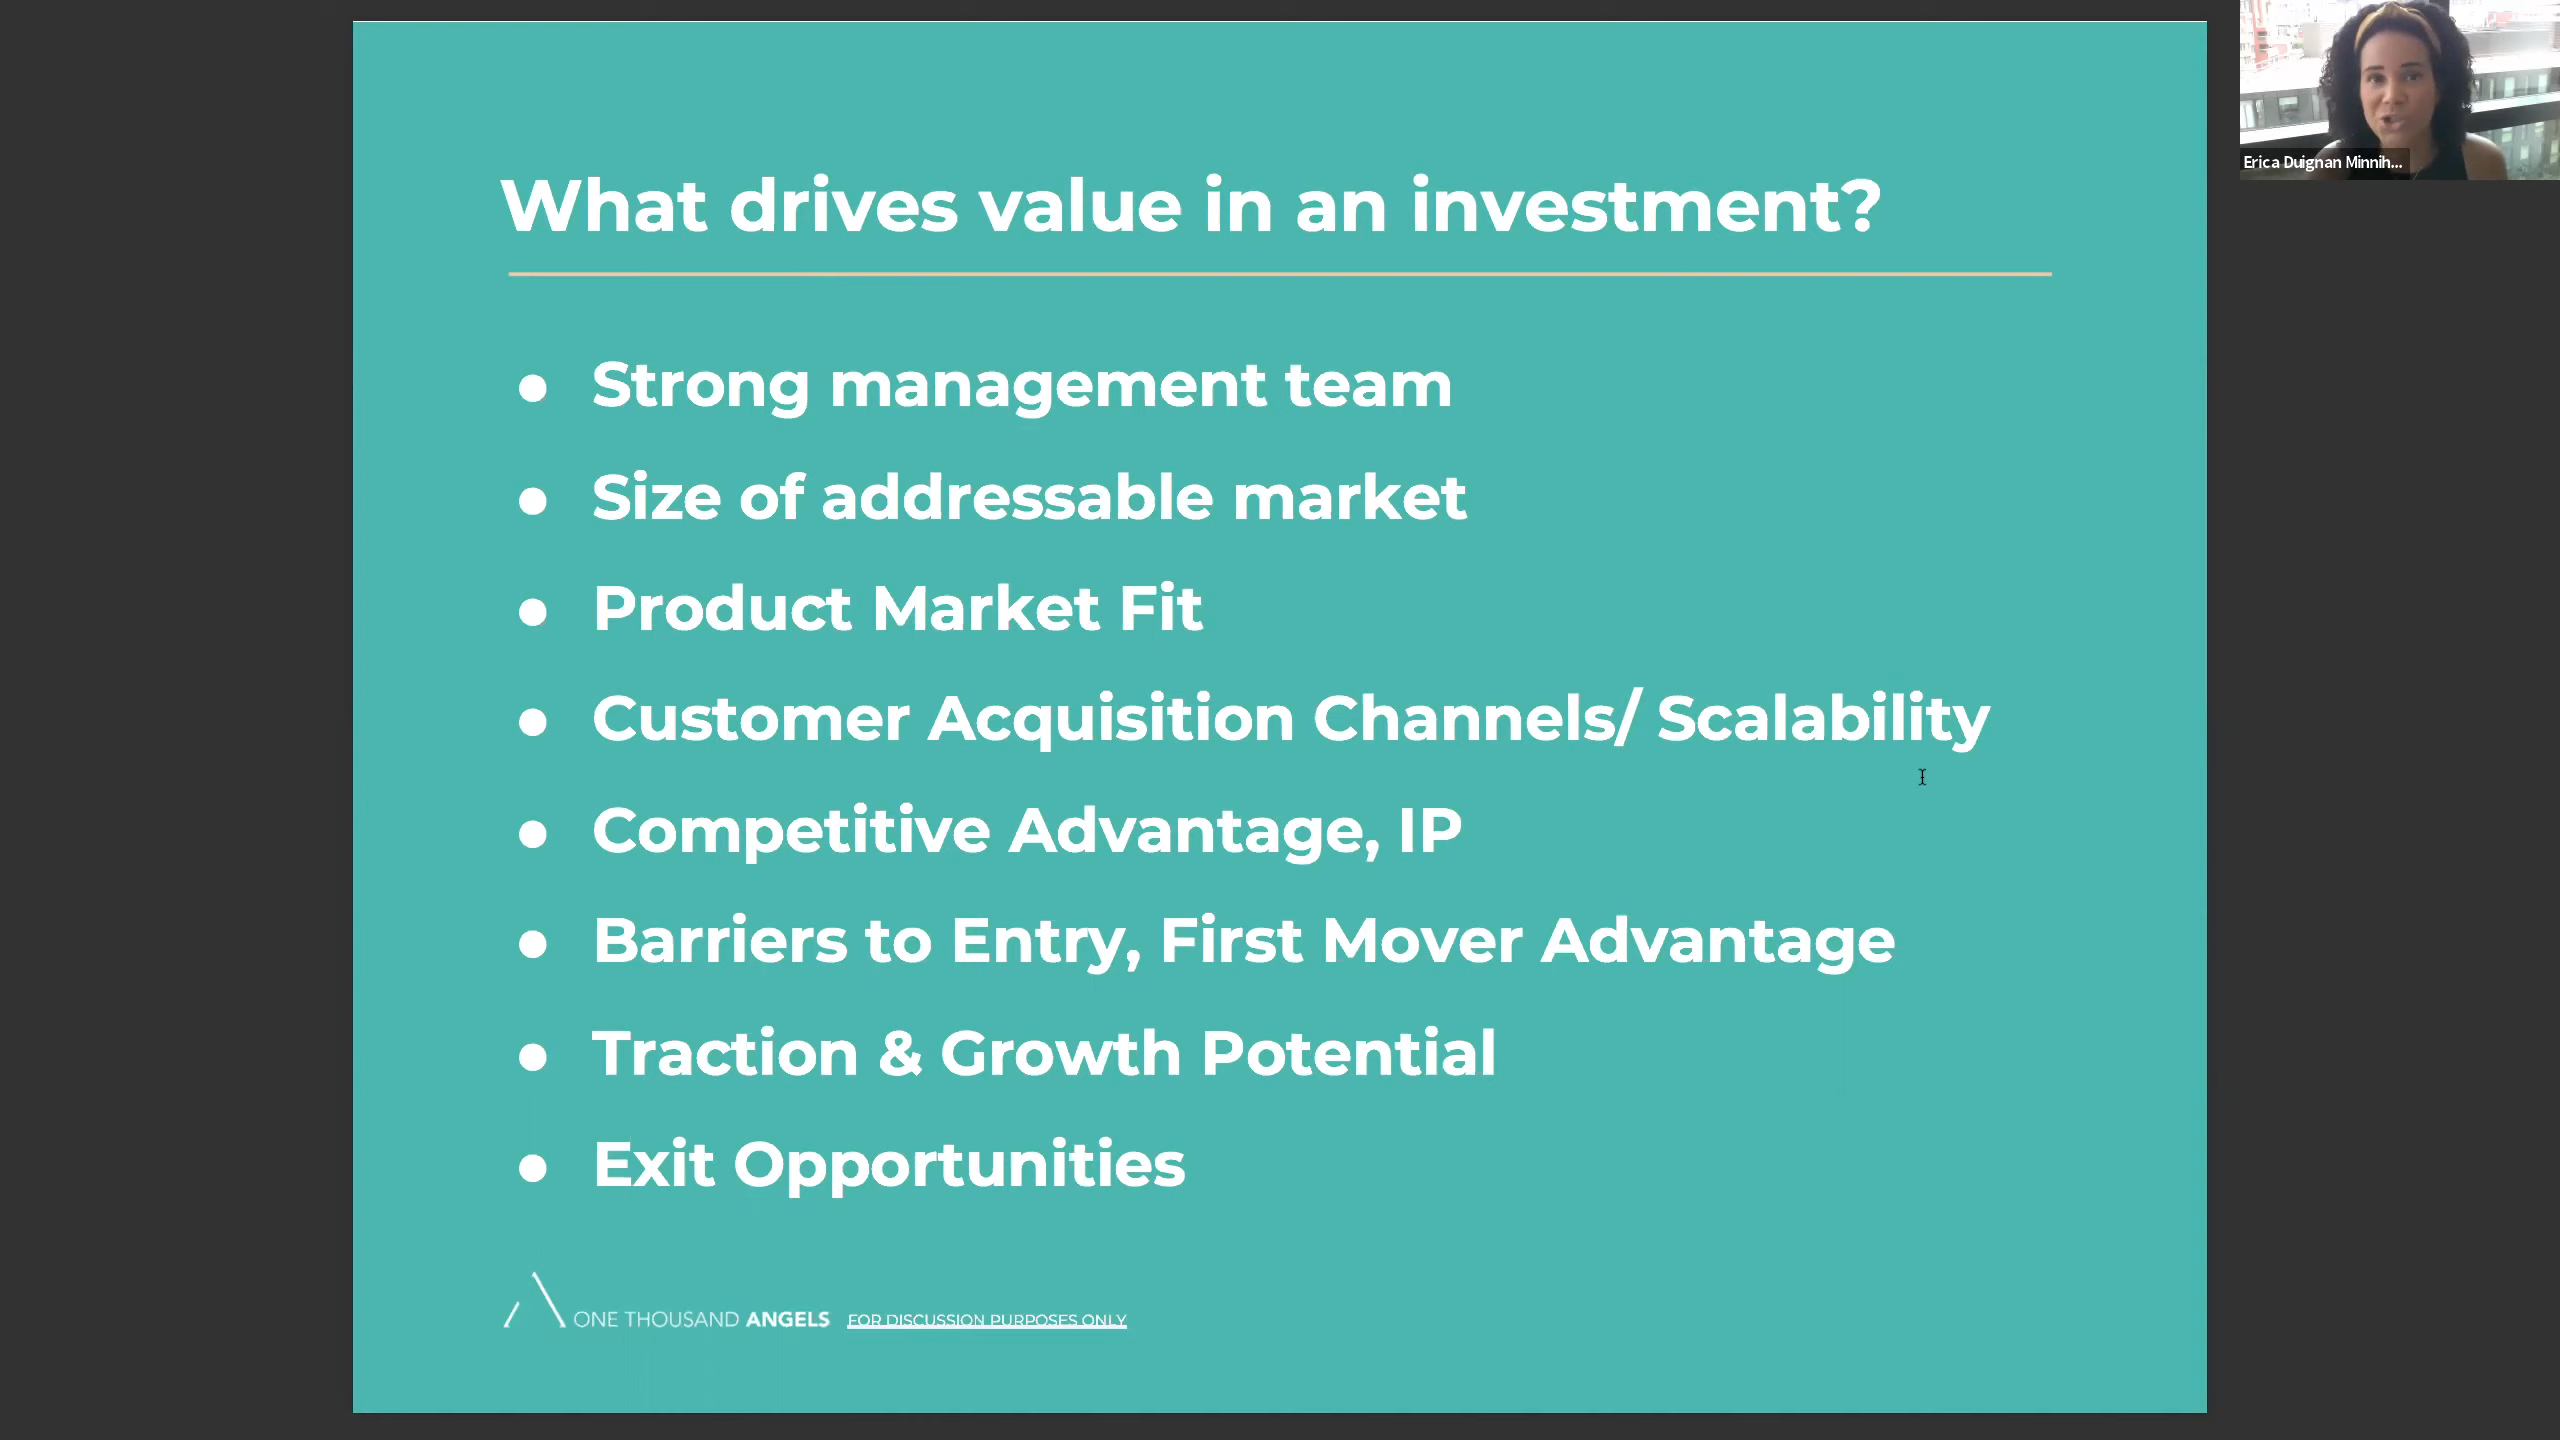 What drives value in an investment?
● Strong management team
● Size of addressable market
● Product Market Fit
● Customer Acquisition Channels/ Scalability
● Competitive Advantage, IP
● Barriers to Entry, First Mover Advantage
● Traction & Growth Potential
● Exit Opportunities
ONE THOUSAND ANGELS FOR DISCUSSION PURPOSES ONLY
Erica Duignan Minnih...